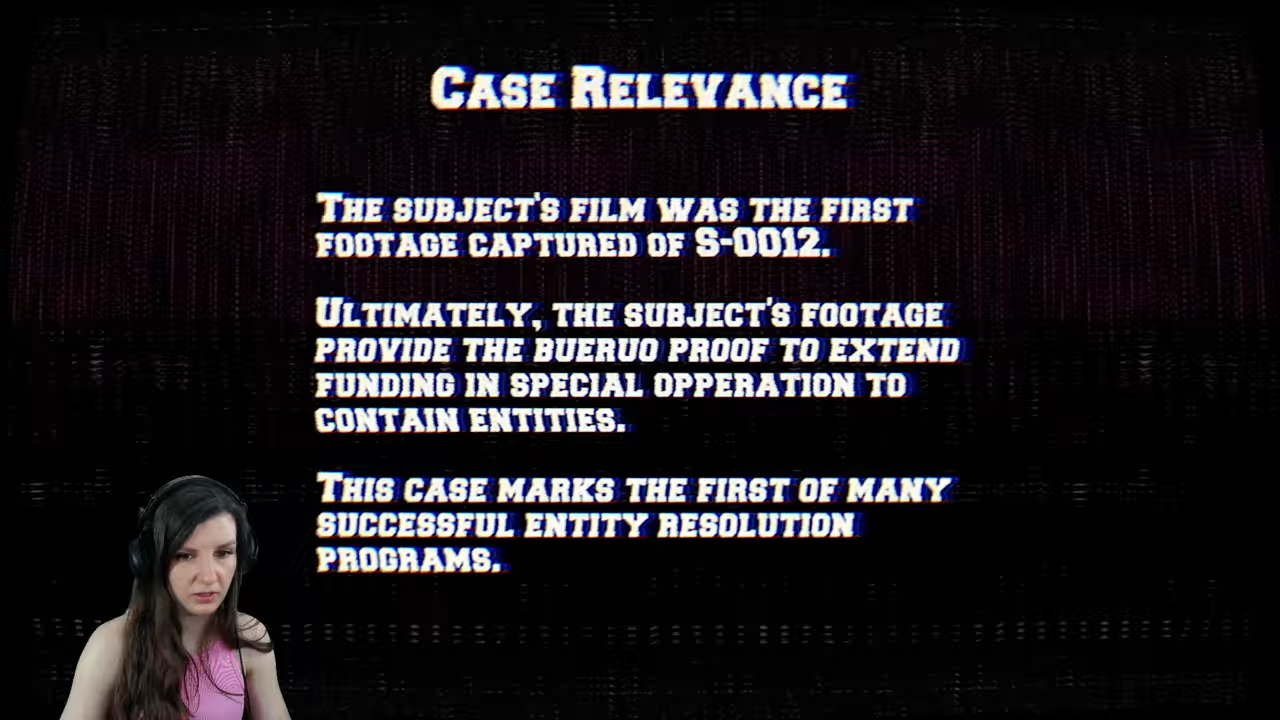 Case Relevance
The subject's film was the first
footage captured of S-0012.
Ultimately, the subject's footage
provide the bueruo proof to extend
funding in special opperation to
contain entities.
This case marks the first of many
successful entity resolution
programs.